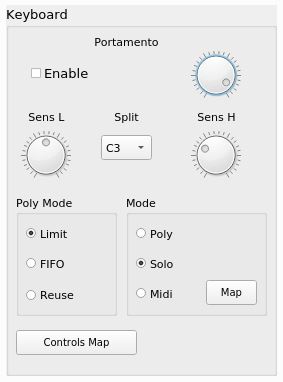 Keyboard
Portamento
Enable
Sens L
Split
Sens H
C3
Poly Mode
Mode
Limit
Poly
FIFO
Solo
Reuse
Midi
Map
Controls Map